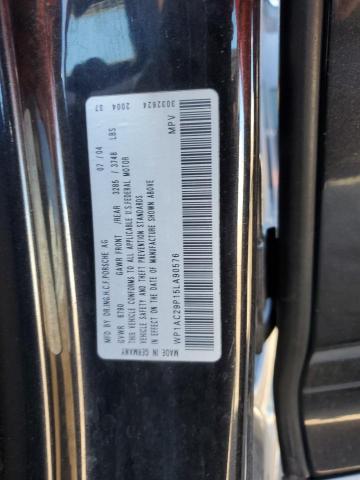 MFD. BY DR.ING.H.C.F.PORSCHE AG 07 / 04
GVWR 6790 GAWR FRONT /REAR 3285 / 3748 LBS
THIS VEHICLE CONFORMS TO ALL APPLICABLE U.S.FEDERAL MOTOR
VEHICLE SAFETY AND THEFT PREVENTION STANDARDS
IN EFFECT ON THE DATE OF MANUFACTURE SHOWN ABOVE
2004 07
MADE IN GERMANY 3032624
WP1AC29P15LA90576 MPV